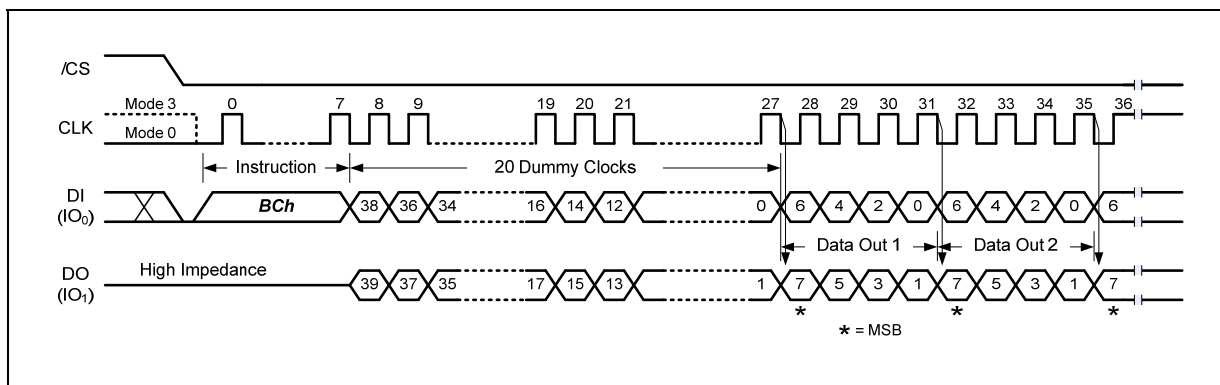 /CS
Mode 3 0 7 8 9 19 20 21 27 28 29 30 31 32 33 34 35 36
CLK
Mode 0
Instruction 20 Dummy Clocks
DI
(IO0)
BCh 38 36 34 16 14 12 0 6 4 2 0 6 4 2 0 6
Data Out 1 Data Out 2
DO
(IO1)
High Impedance
39 37 35 17 15 13 1 7 5 3 1 7 5 3 1 7
* * *
* = MSB